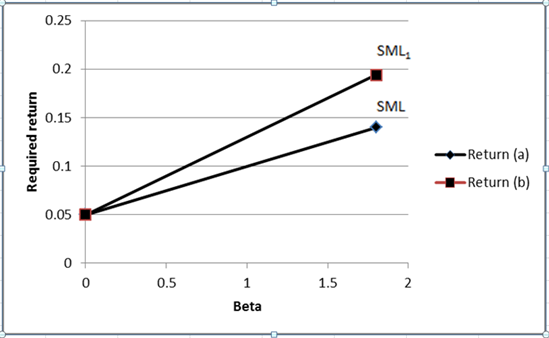 0.25
SML₁
0.2
SML
0.15
Required return
Return (a)
0.1
Return (b)
0.05
0
0 0.5 1 1.5 2
Beta